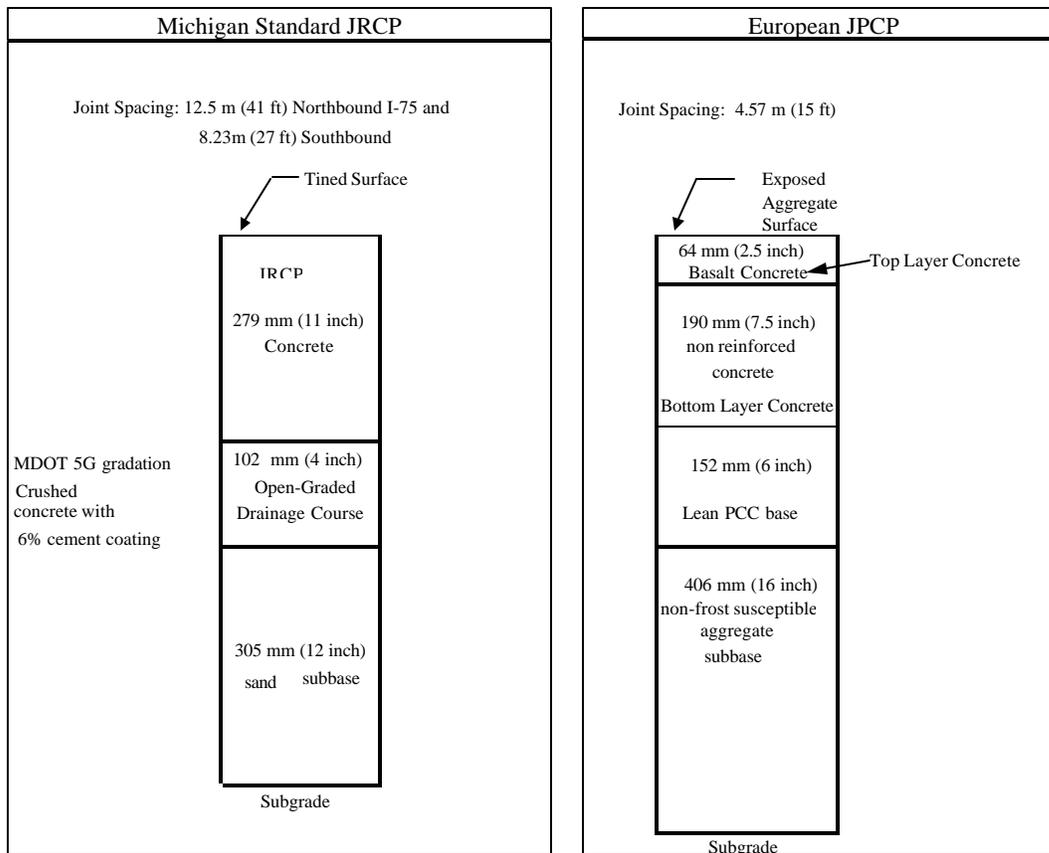 Michigan Standard JRCP
Joint Spacing: 12.5 m (41 ft) Northbound I-75 and
8.23m (27 ft) Southbound
Tined Surface
JRCP
279 mm (11 inch)
Concrete
MDOT 5G gradation
Crushed
concrete with
6% cement coating
102 mm (4 inch)
Open-Graded
Drainage Course
305 mm (12 inch)
sand subbase
Subgrade
European JPCP
Joint Spacing: 4.57 m (15 ft)
Exposed
Aggregate
Surface
64 mm (2.5 inch)
Basalt Concrete
Top Layer Concrete
190 mm (7.5 inch)
non reinforced
concrete
Bottom Layer Concrete
152 mm (6 inch)
Lean PCC base
406 mm (16 inch)
non-frost susceptible
aggregate
subbase
Subgrade